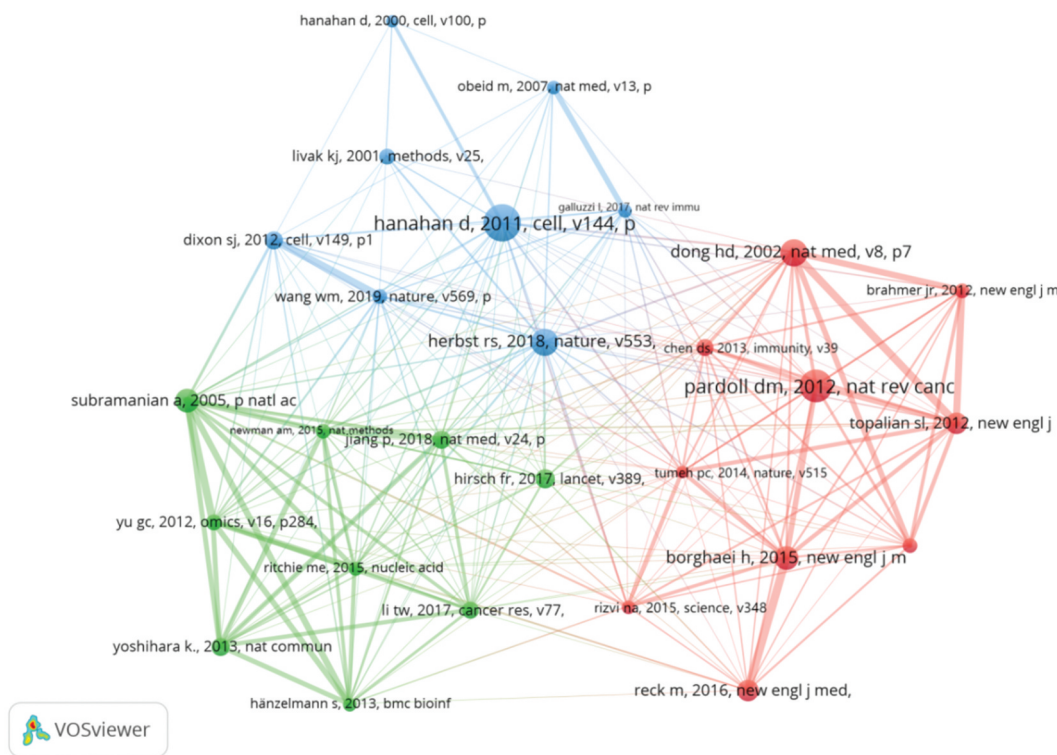 hanahan d, 2000, cell, v100, p
obeid m, 2007, nat med, v13, p
livak kj, 2001, methods, v25,
galluzzi l, 2017, nat rev immu
hanahan d, 2011, cell, v144, p
dixon sj, 2012, cell, v149, p1
dong hd, 2002, nat med, v8, p7
brahmer jr, 2012, new engl j m
wang wm, 2019, nature, v569, p
herbst rs, 2018, nature, v553,
chen ds, 2013, immunity, v39
pardoll dm, 2012, nat rev canc
subramanian a, 2005, p natl ac
topalian sl, 2012, new engl j
newman am, 2015, nat methods
jiang p, 2018, nat med, v24, p
hirsch fr, 2017, lancet, v389,
tumeh pc, 2014, nature, v515
yu gc, 2012, omics, v16, p284,
borghaei h, 2015, new engl j m
ritchie me, 2015, nucleic acid
li tw, 2017, cancer res, v77,
rizvi na, 2015, science, v348
yoshihara k., 2013, nat commun
reck m, 2016, new engl j med,
hänzelmann s, 2013, bmc bioinf
VOSviewer